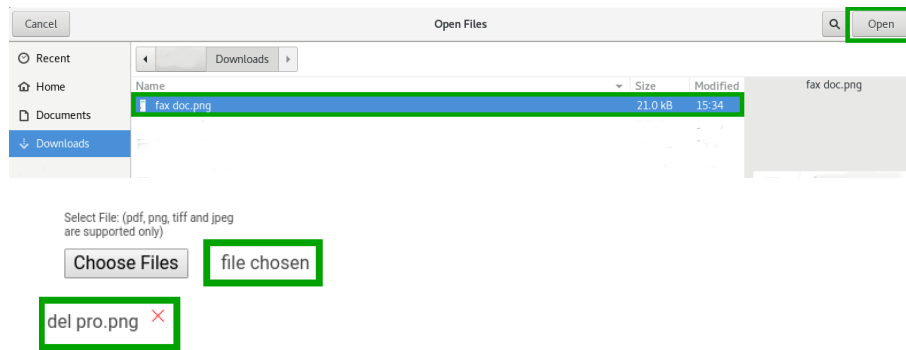 Cancel Open Files Open
Recent Downloads
Home Name Size Modified fax doc.png
fax doc.png 21.0 kB 15:34
Documents
Downloads
Select File: (pdf, png, tiff and jpeg
are supported only)
Choose Files file chosen
del pro.png